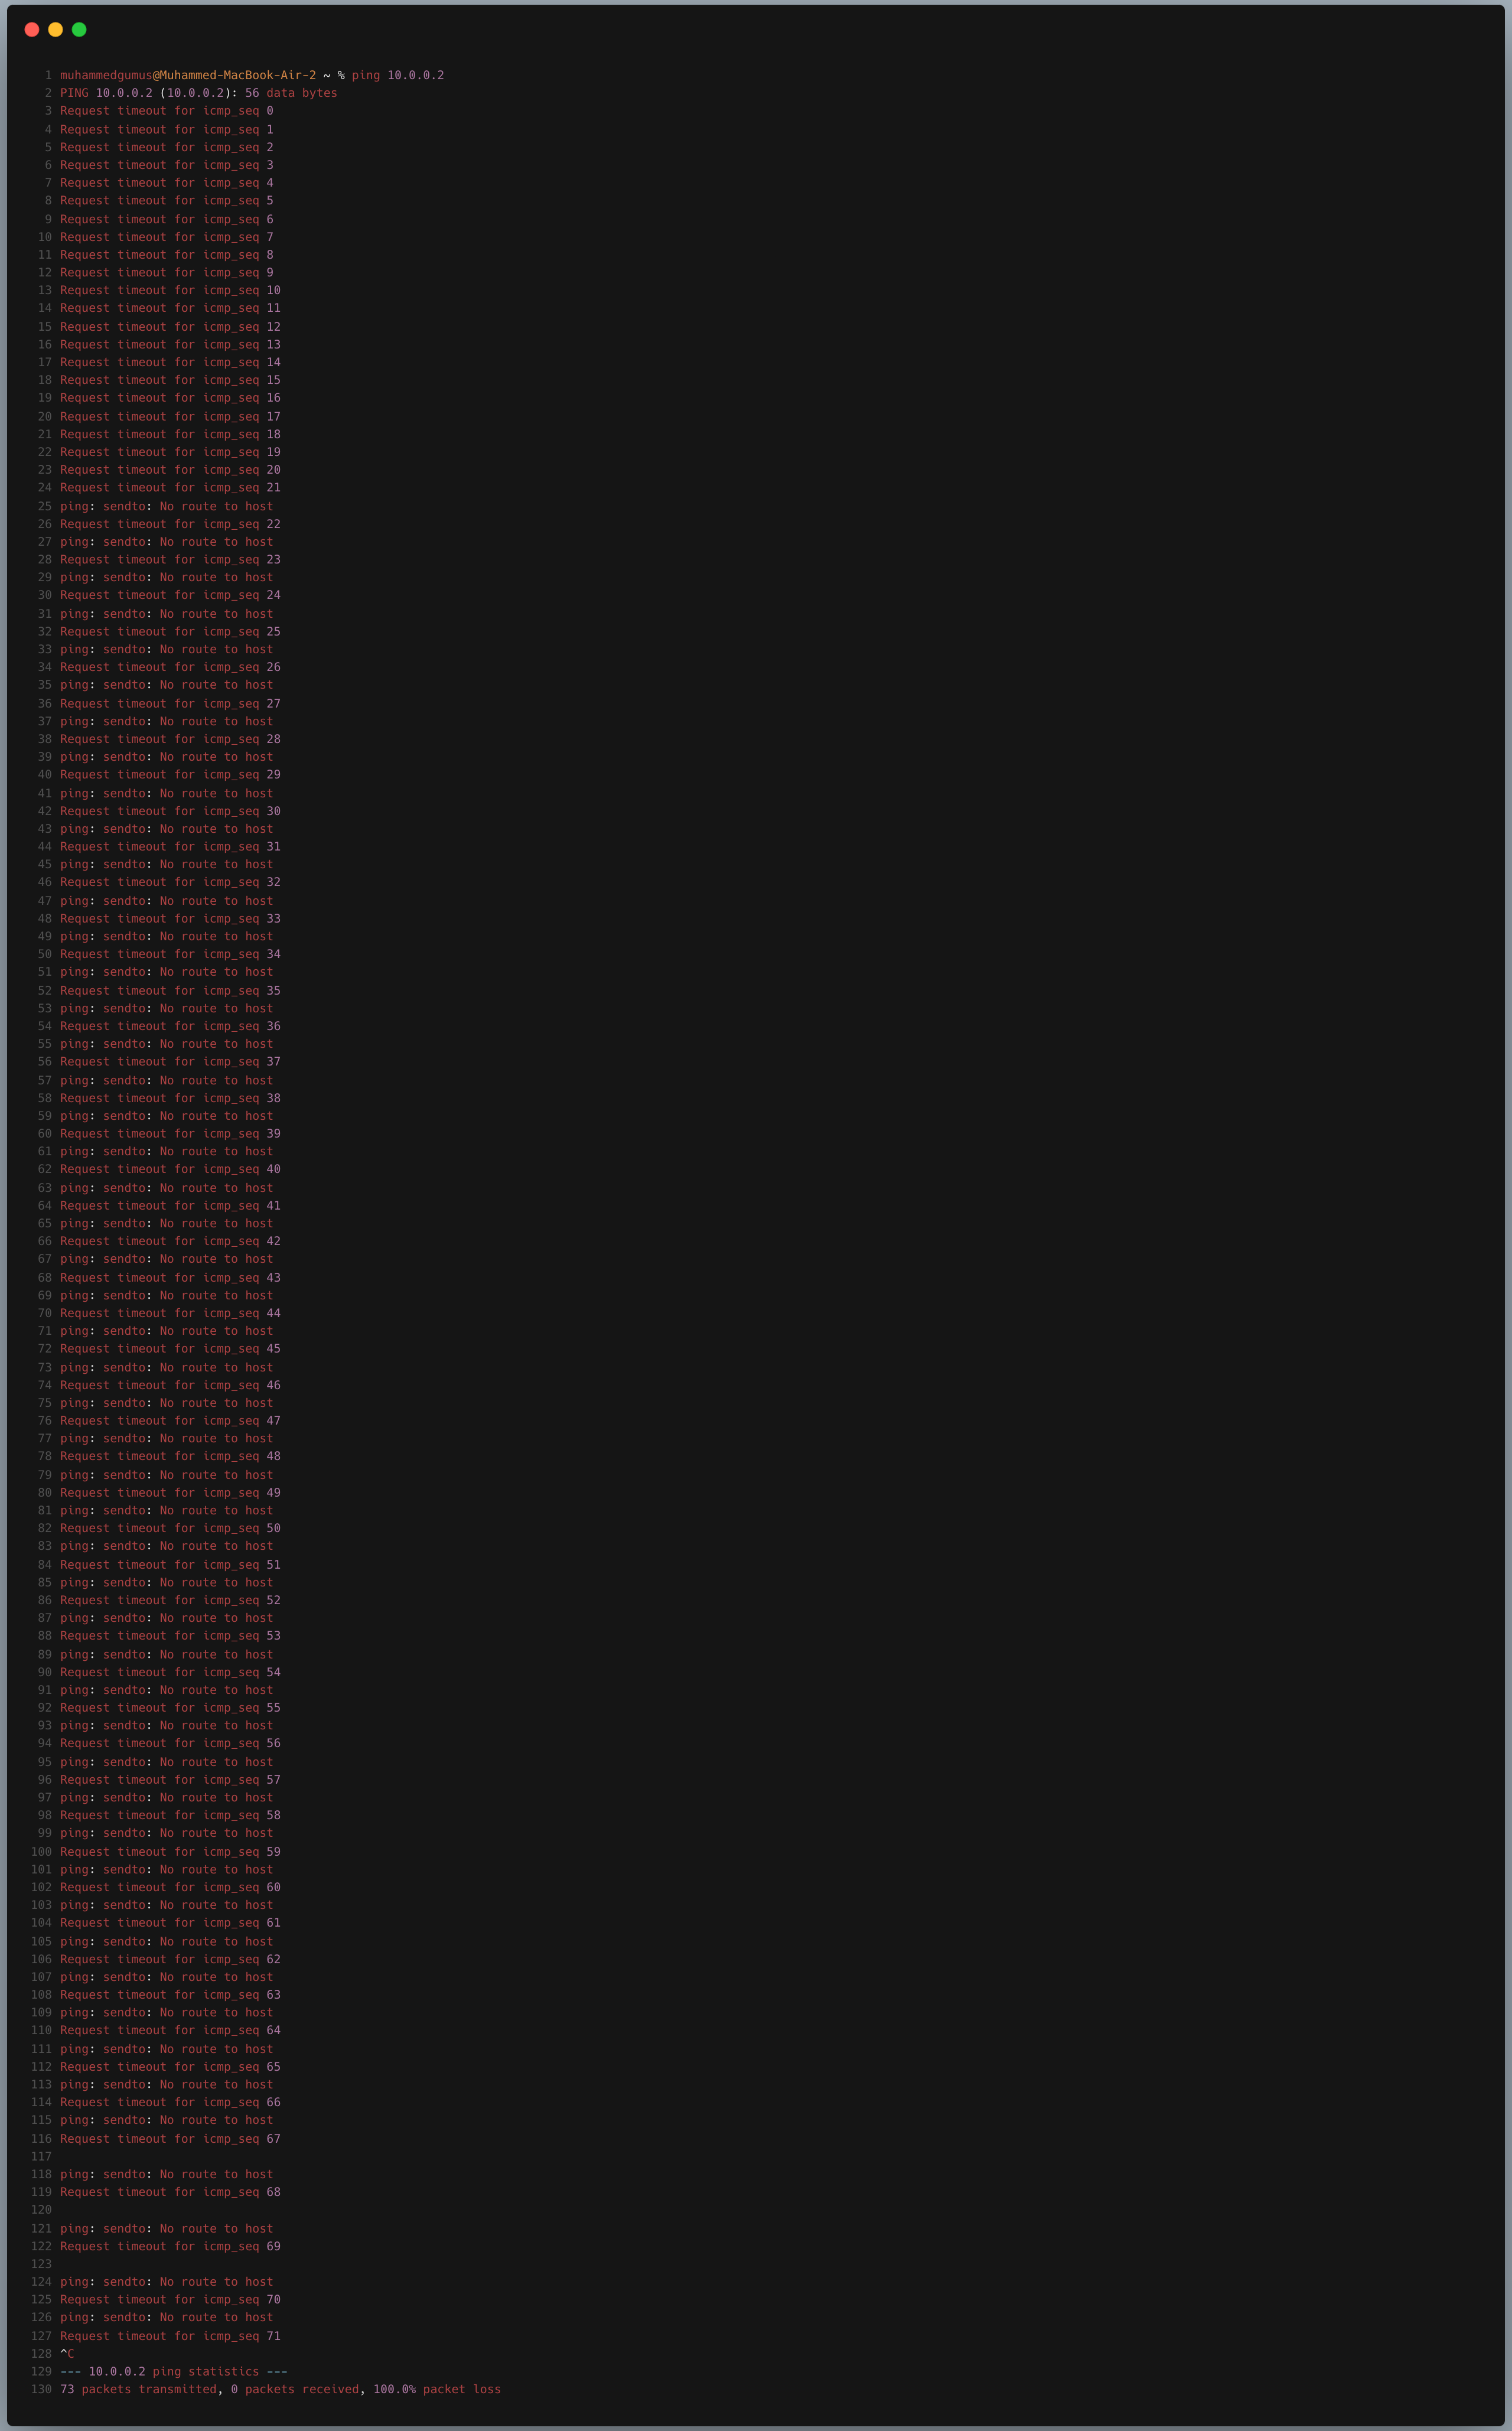 1 muhammedgumus@Muhammed-MacBook-Air-2 ~ % ping 10.0.0.2
2 PING 10.0.0.2 (10.0.0.2): 56 data bytes
3 Request timeout for icmp_seq 0
4 Request timeout for icmp_seq 1
5 Request timeout for icmp_seq 2
6 Request timeout for icmp_seq 3
7 Request timeout for icmp_seq 4
8 Request timeout for icmp_seq 5
9 Request timeout for icmp_seq 6
10 Request timeout for icmp_seq 7
11 Request timeout for icmp_seq 8
12 Request timeout for icmp_seq 9
13 Request timeout for icmp_seq 10
14 Request timeout for icmp_seq 11
15 Request timeout for icmp_seq 12
16 Request timeout for icmp_seq 13
17 Request timeout for icmp_seq 14
18 Request timeout for icmp_seq 15
19 Request timeout for icmp_seq 16
20 Request timeout for icmp_seq 17
21 Request timeout for icmp_seq 18
22 Request timeout for icmp_seq 19
23 Request timeout for icmp_seq 20
24 Request timeout for icmp_seq 21
25 ping: sendto: No route to host
26 Request timeout for icmp_seq 22
27 ping: sendto: No route to host
28 Request timeout for icmp_seq 23
29 ping: sendto: No route to host
30 Request timeout for icmp_seq 24
31 ping: sendto: No route to host
32 Request timeout for icmp_seq 25
33 ping: sendto: No route to host
34 Request timeout for icmp_seq 26
35 ping: sendto: No route to host
36 Request timeout for icmp_seq 27
37 ping: sendto: No route to host
38 Request timeout for icmp_seq 28
39 ping: sendto: No route to host
40 Request timeout for icmp_seq 29
41 ping: sendto: No route to host
42 Request timeout for icmp_seq 30
43 ping: sendto: No route to host
44 Request timeout for icmp_seq 31
45 ping: sendto: No route to host
46 Request timeout for icmp_seq 32
47 ping: sendto: No route to host
48 Request timeout for icmp_seq 33
49 ping: sendto: No route to host
50 Request timeout for icmp_seq 34
51 ping: sendto: No route to host
52 Request timeout for icmp_seq 35
53 ping: sendto: No route to host
54 Request timeout for icmp_seq 36
55 ping: sendto: No route to host
56 Request timeout for icmp_seq 37
57 ping: sendto: No route to host
58 Request timeout for icmp_seq 38
59 ping: sendto: No route to host
60 Request timeout for icmp_seq 39
61 ping: sendto: No route to host
62 Request timeout for icmp_seq 40
63 ping: sendto: No route to host
64 Request timeout for icmp_seq 41
65 ping: sendto: No route to host
66 Request timeout for icmp_seq 42
67 ping: sendto: No route to host
68 Request timeout for icmp_seq 43
69 ping: sendto: No route to host
70 Request timeout for icmp_seq 44
71 ping: sendto: No route to host
72 Request timeout for icmp_seq 45
73 ping: sendto: No route to host
74 Request timeout for icmp_seq 46
75 ping: sendto: No route to host
76 Request timeout for icmp_seq 47
77 ping: sendto: No route to host
78 Request timeout for icmp_seq 48
79 ping: sendto: No route to host
80 Request timeout for icmp_seq 49
81 ping: sendto: No route to host
82 Request timeout for icmp_seq 50
83 ping: sendto: No route to host
84 Request timeout for icmp_seq 51
85 ping: sendto: No route to host
86 Request timeout for icmp_seq 52
87 ping: sendto: No route to host
88 Request timeout for icmp_seq 53
89 ping: sendto: No route to host
90 Request timeout for icmp_seq 54
91 ping: sendto: No route to host
92 Request timeout for icmp_seq 55
93 ping: sendto: No route to host
94 Request timeout for icmp_seq 56
95 ping: sendto: No route to host
96 Request timeout for icmp_seq 57
97 ping: sendto: No route to host
98 Request timeout for icmp_seq 58
99 ping: sendto: No route to host
100 Request timeout for icmp_seq 59
101 ping: sendto: No route to host
102 Request timeout for icmp_seq 60
103 ping: sendto: No route to host
104 Request timeout for icmp_seq 61
105 ping: sendto: No route to host
106 Request timeout for icmp_seq 62
107 ping: sendto: No route to host
108 Request timeout for icmp_seq 63
109 ping: sendto: No route to host
110 Request timeout for icmp_seq 64
111 ping: sendto: No route to host
112 Request timeout for icmp_seq 65
113 ping: sendto: No route to host
114 Request timeout for icmp_seq 66
115 ping: sendto: No route to host
116 Request timeout for icmp_seq 67
117
118 ping: sendto: No route to host
119 Request timeout for icmp_seq 68
120
121 ping: sendto: No route to host
122 Request timeout for icmp_seq 69
123
124 ping: sendto: No route to host
125 Request timeout for icmp_seq 70
126 ping: sendto: No route to host
127 Request timeout for icmp_seq 71
128 ^C
129 --- 10.0.0.2 ping statistics ---
130 73 packets transmitted, 0 packets received, 100.0% packet loss